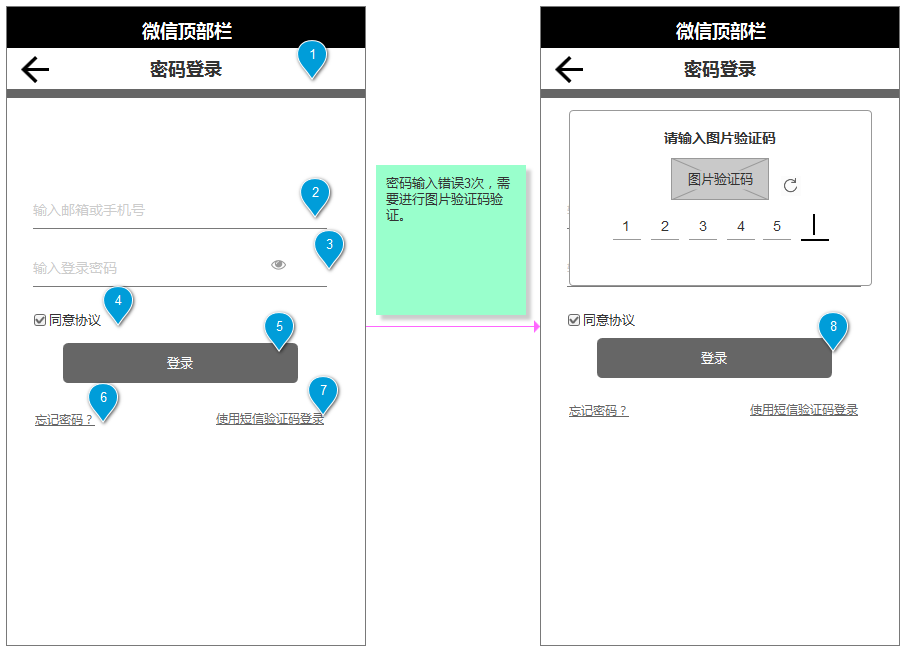 微信顶部栏
密码登录
1
2
输入邮箱或手机号
3
输入登录密码
4
同意协议
5
登录
6
7
忘记密码？
使用短信验证码登录
密码输入错误3次，需
要进行图片验证码验
证。
微信顶部栏
密码登录
请输入图片验证码
图片验证码
1 2 3 4 5
同意协议
8
登录
忘记密码？
使用短信验证码登录